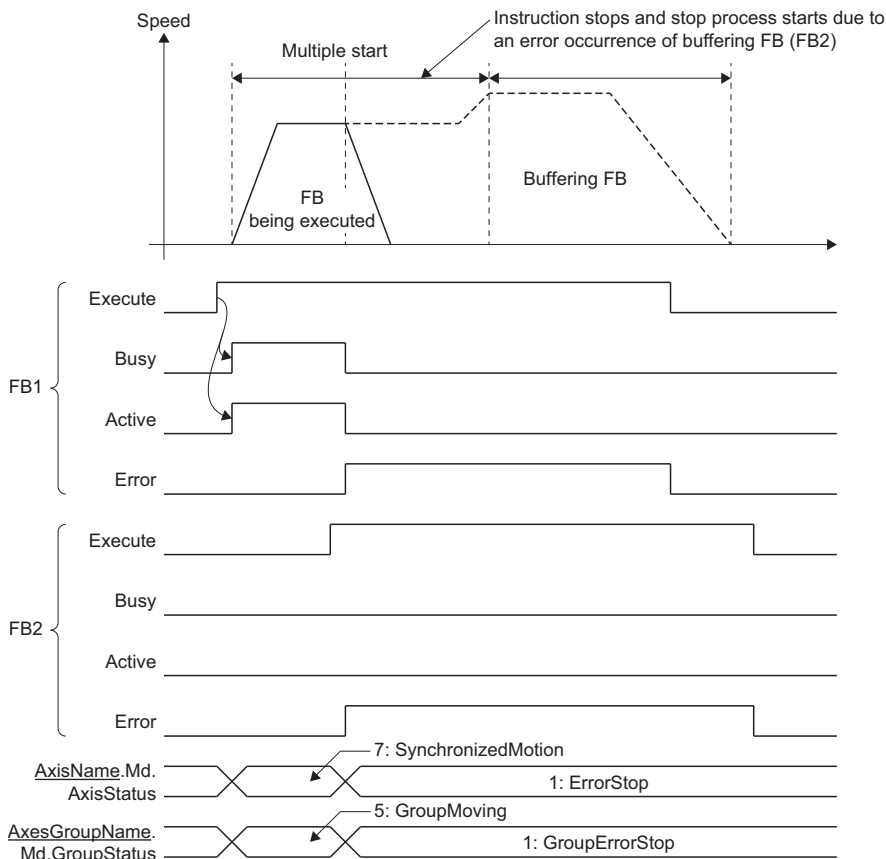 Speed
Instruction stops and stop process starts due to
an error occurrence of buffering FB (FB2)
Multiple start
FB
being executed
Buffering FB
FB1
Execute
Busy
Active
Error
FB2
Execute
Busy
Active
Error
AxisName.Md.
AxisStatus
7: SynchronizedMotion
1: ErrorStop
AxesGroupName.
Md.GroupStatus
5: GroupMoving
1: GroupErrorStop